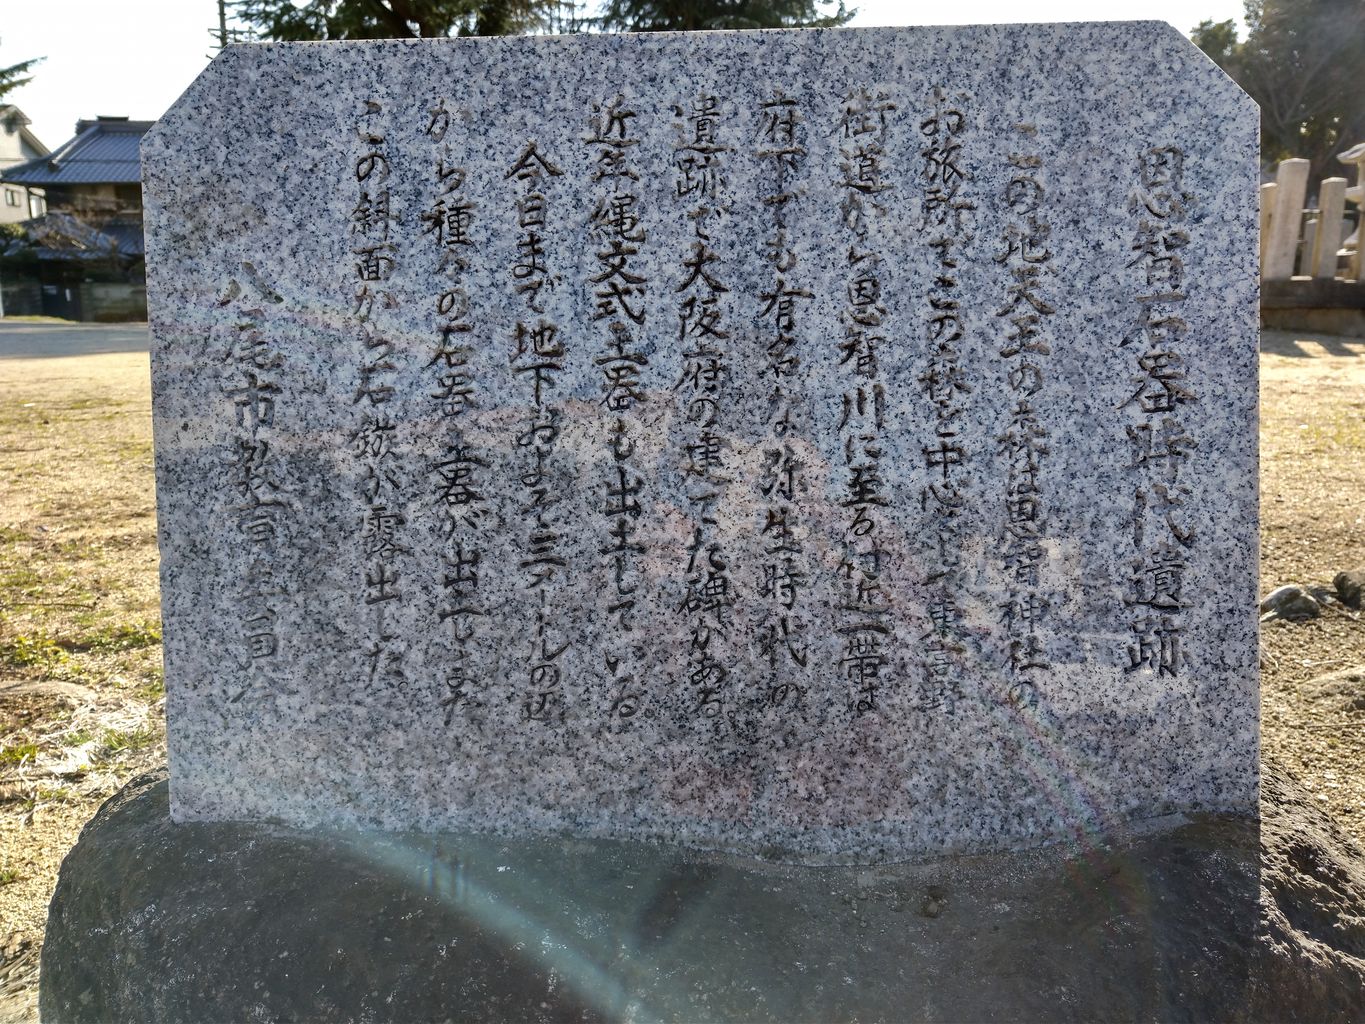 恩智石器時代遺跡
この地天王の森は恩智神社の
お旅所でこの森を中心として東高野
街道から恩智川に至る付近一帯は
府下でも有名な弥生時代の
遺跡で大阪府の建てた碑がある。
近年縄文式土器も出土している
今日まで地下およそ三メートルの辺
から種々の石器土器が出てしまた
この斜面から石鏃が露出した。
八尾市教育委員会